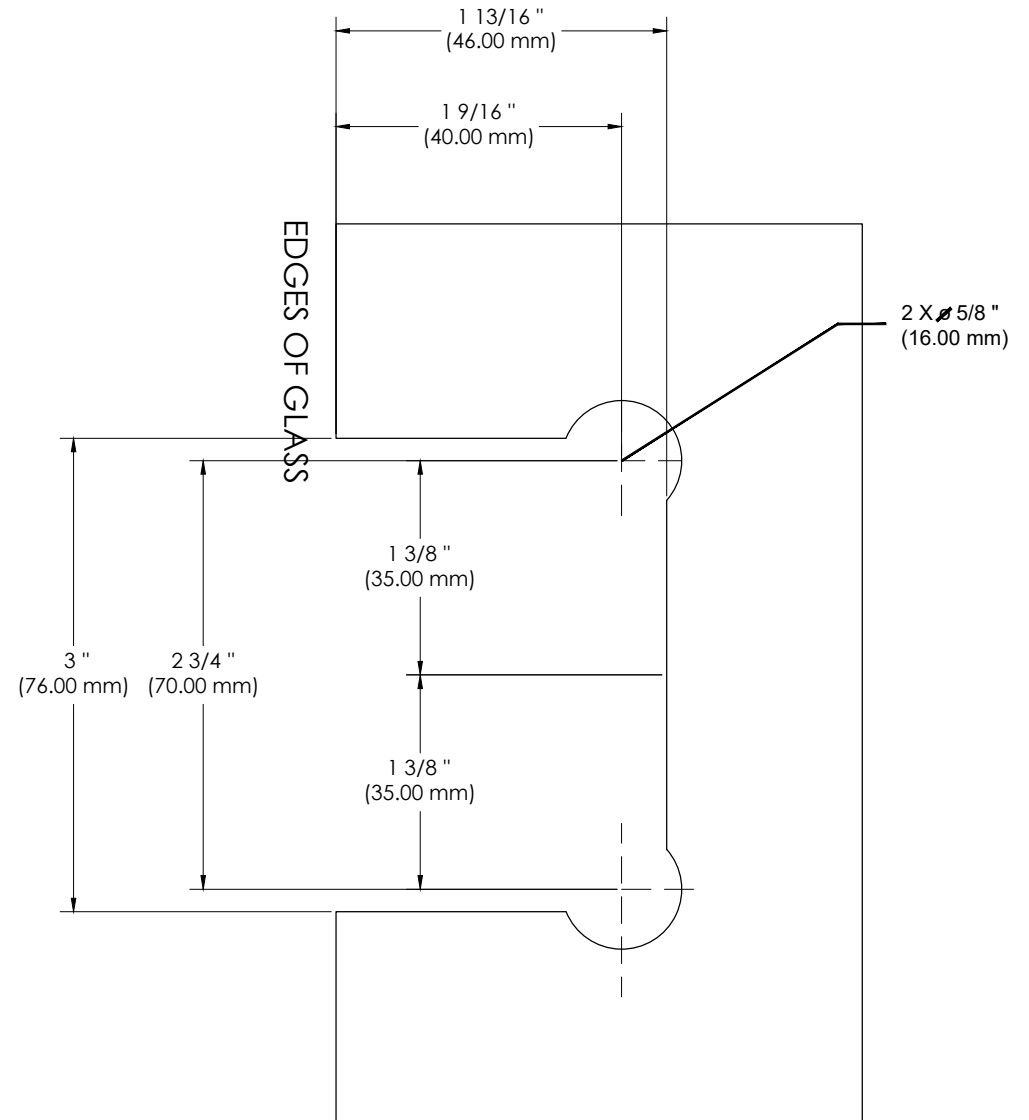 1 13/16 "
(46.00 mm)
1 9/16 "
(40.00 mm)
EDGES OF GLASS
2 X ⌀ 5/8 "
(16.00 mm)
1 3/8 "
(35.00 mm)
3 "
(76.00 mm)
2 3/4 "
(70.00 mm)
1 3/8 "
(35.00 mm)